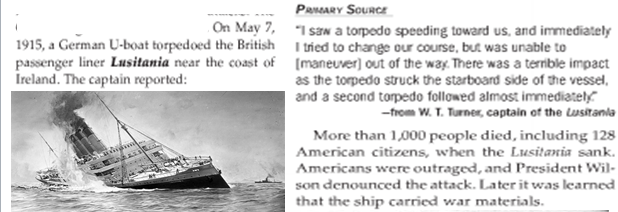 On May 7,
1915, a German U-boat torpedoed the British
passenger liner Lusitania near the coast of
Ireland. The captain reported:
PRIMARY SOURCE
"I saw a torpedo speeding toward us, and immediately
I tried to change our course, but was unable to
[maneuver] out of the way. There was a terrible impact
as the torpedo struck the starboard side of the vessel,
and a second torpedo followed almost immediately."
—from W. T. Turner, captain of the Lusitania
More than 1,000 people died, including 128
American citizens, when the Lusitania sank.
Americans were outraged, and President Wil-
son denounced the attack. Later it was learned
that the ship carried war materials.